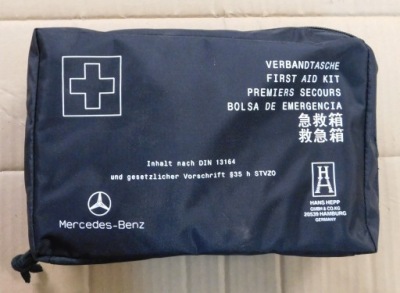 VERBANDTASCHE
FIRST AID KIT
PREMIERS SECOURS
BOLSA DE EMERGENCIA
急救箱
救急箱
Inhalt nach DIN 13164
und gesetzlicher Vorschrift §35 h STVZO
Mercedes-Benz
HANS HEPP
GMBH & CO.KG
20539 HAMBURG
GERMANY